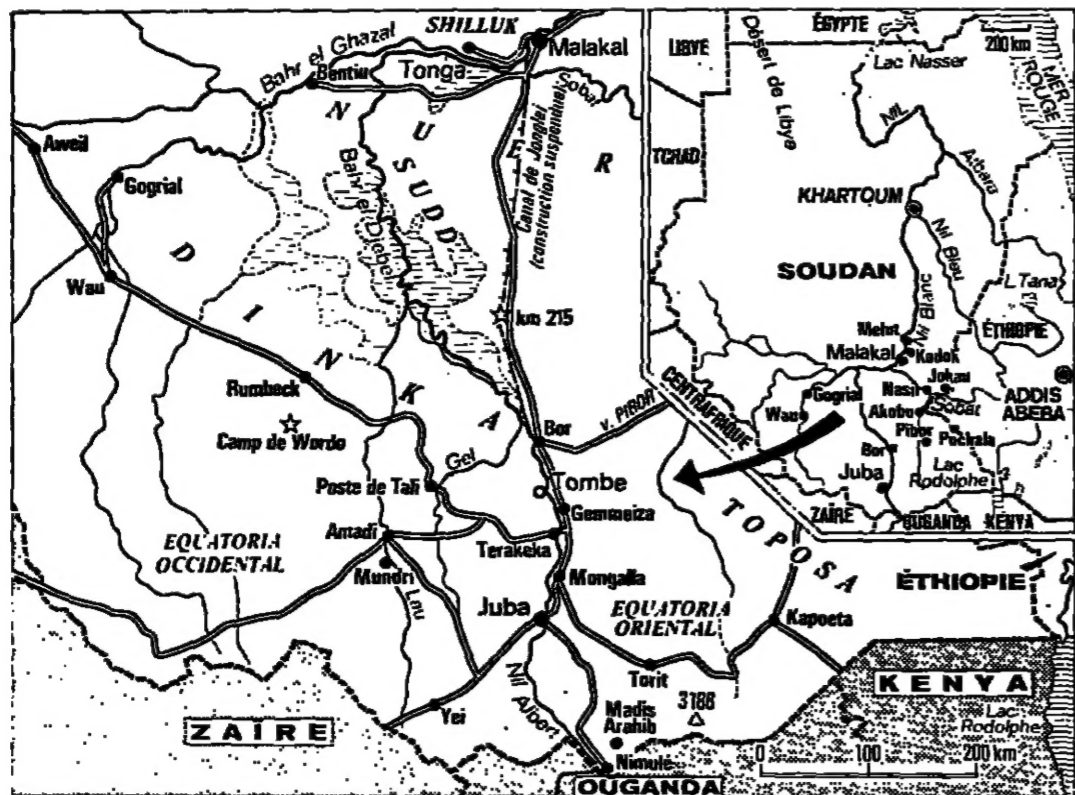 SHILLUK
Malakal
Bahr el Ghazal
Bentiu
Tonga
Sobat
N
U
R
SUDD
Canal de Jonglei
(construction suspendue)
Bahr el Djebel
Aweil
Gogrial
Wau
D
I
N
K
A
km 215
Rumbeck
Camp de Wordo
Bor
v. PIBOR
Gel
Tombe
Poste de Tali
Gemmeiza
Amadi
Terakeka
EQUATORIA
OCCIDENTAL
Mundri
Lau
Mongalla
Juba
EQUATORIA
ORIENTAL
TOPOSA
Kapoeta
ÉTHIOPIE
Torit
3188
Madis
Arahib
Yei
Nil Albert
Nimule
ZAÏRE
OUGANDA
KENYA
Lac
Rodolphe
0 100 200 km
LIBYE
ÉGYPTE
200 km
Désert de Libye
Lac Nasser
MER
ROUGE
NIL
TCHAD
Atbara
KHARTOUM
Nil Bleu
SOUDAN
Nil Blanc
L. Tana
ÉTHIOPIE
Malakal
Kadok
Jokau
Nasir
Gogrial
ADDIS
ABEBA
Wau
Akobo
Sobat
CENTRAFRIQUE
Pibor
Pochala
Bor
Juba
Lac
Rodolphe
ZAÏRE
OUGANDA
KENYA